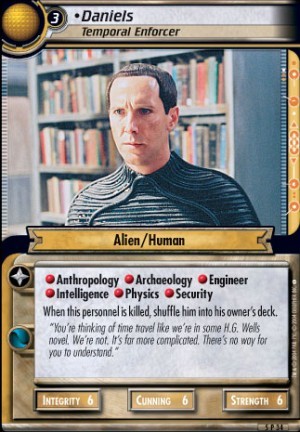 3 •Daniels
Temporal Enforcer
Alien/Human
Anthropology Archaeology Engineer
Intelligence Physics Security
When this personnel is killed, shuffle him into his owner's deck.
"You're thinking of time travel like we're in some H.G. Wells
novel. We're not. It's far more complicated. There's no way for
you to understand."
INTEGRITY 6 CUNNING 6 STRENGTH 6